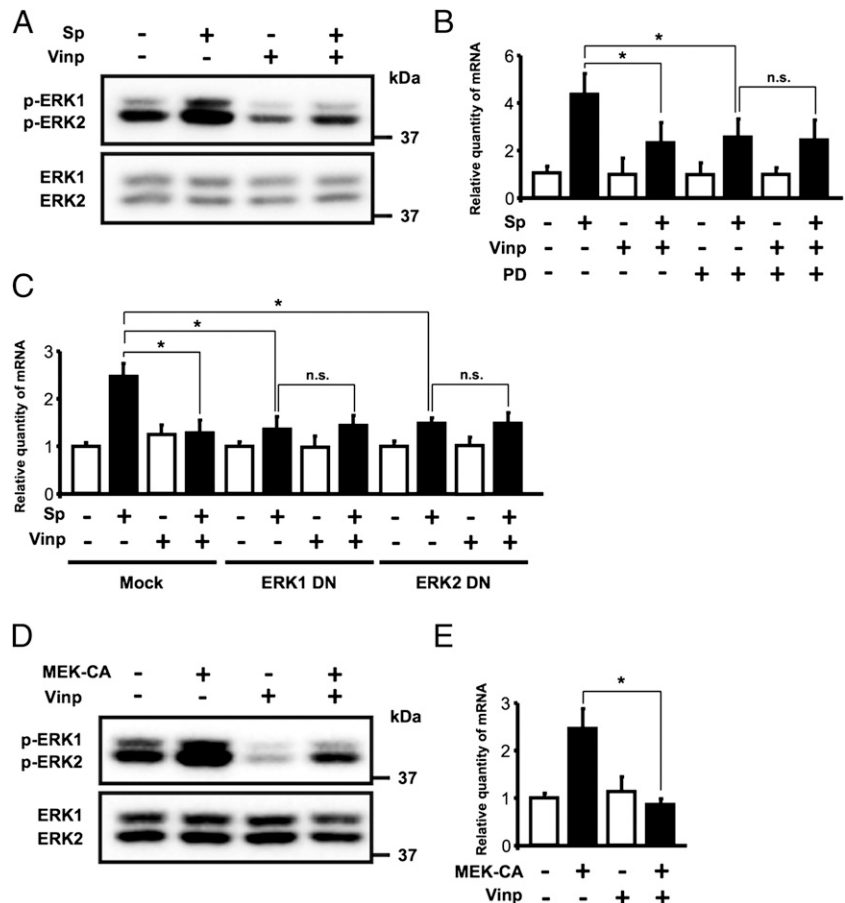 A
Sp - + - +
Vinp - - + +
kDa
p-ERK1
p-ERK2
37
ERK1
ERK2
37
B
Relative quantity of mRNA
6
4
2
0
*
*
n.s.
Sp - + - + - + - +
Vinp - - + + - - + +
PD - - - - + + + +
C
Relative quantity of mRNA
3
2
1
0
*
*
*
n.s.
n.s.
Sp - + - + - + - + - + - +
Vinp - - + + - - + + - - + +
Mock ERK1 DN ERK2 DN
D
MEK-CA - + - +
Vinp - - + +
kDa
p-ERK1
p-ERK2
37
ERK1
ERK2
37
E
Relative quantity of mRNA
3
2
1
0
*
MEK-CA - + - +
Vinp - - + +